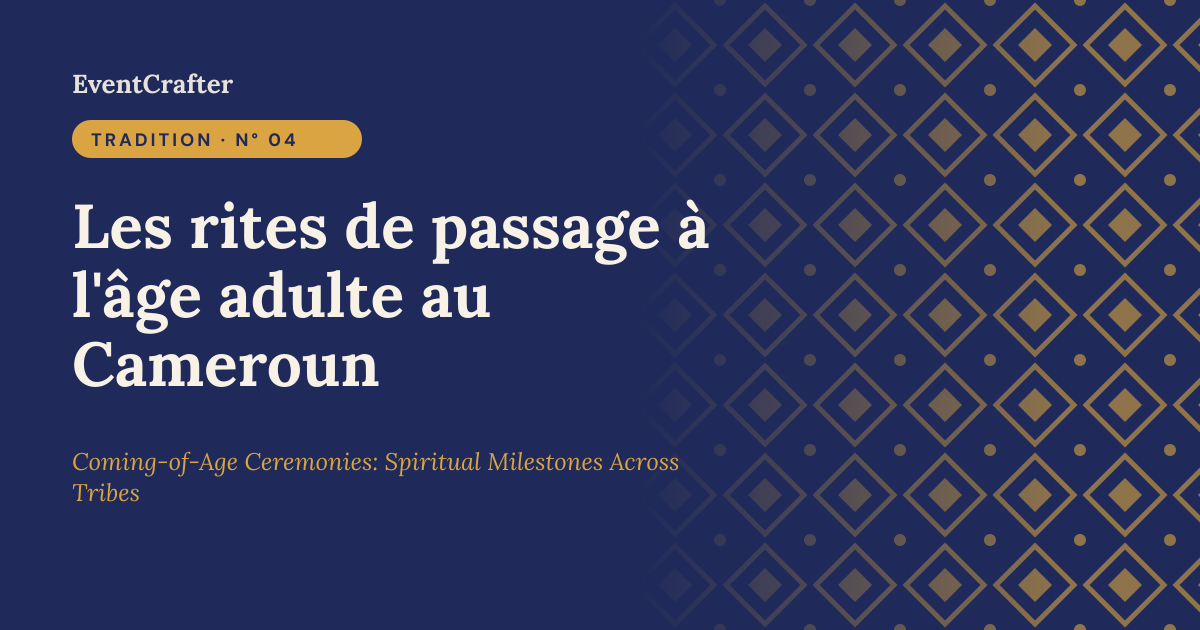 EventCrafter
TRADITION · N° 04
Les rites de passage à
l'âge adulte au
Cameroun
Coming-of-Age Ceremonies: Spiritual Milestones Across
Tribes